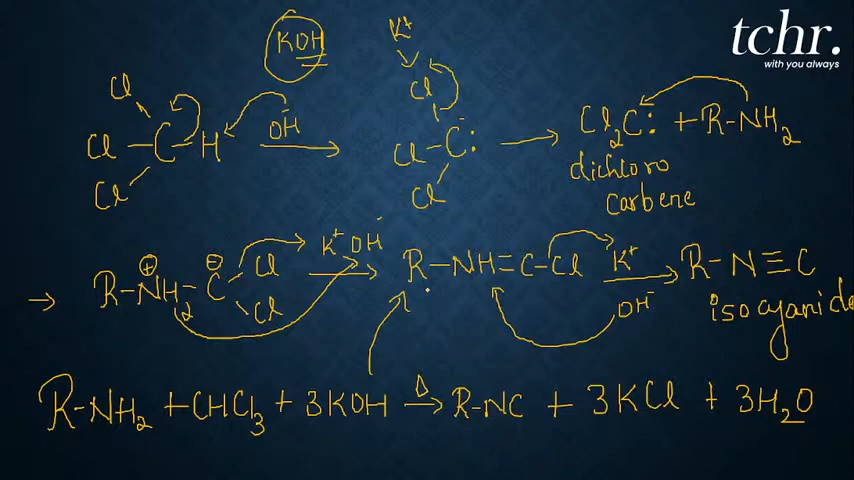 tchr.
with you always
KOH
K+
Cl
Cl – C – H
Cl
OH⁻
Cl
Cl – C⁻:
Cl
Cl₂C: + R–NH₂
dichloro
carbene
→ R–N⊕H₂–C⊖
Cl
Cl
K⁺ OH⁻
R–NH=C–Cl
K⁺
OH⁻
R–N≡C
isocyanide
R–NH₂ + CHCl₃ + 3KOH →Δ R–NC + 3KCl + 3H₂O